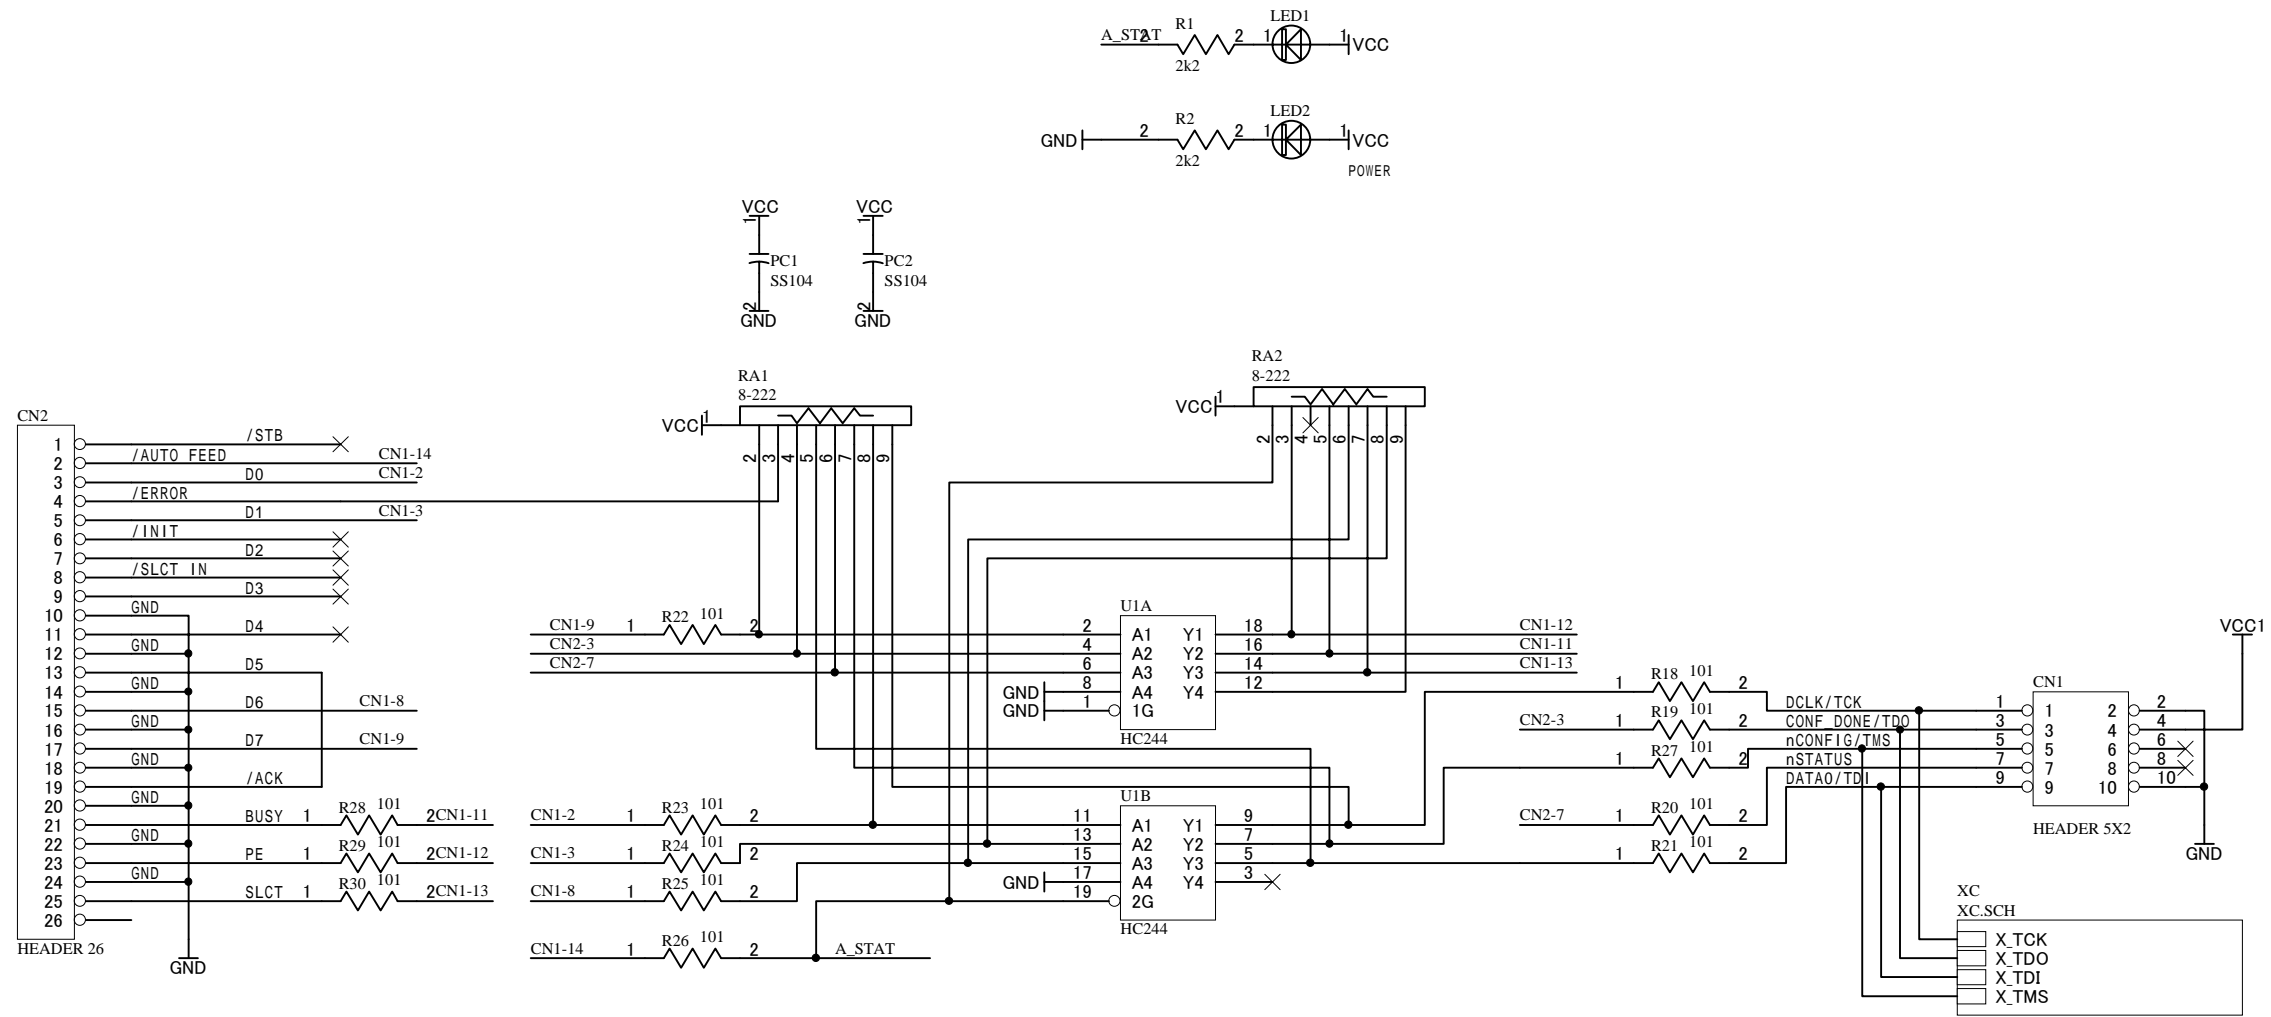 R1
LED1
A_STAT 2 2 1 1 VCC
2k2
R2
LED2
GND 2 2 1 1 VCC
2k2
POWER
VCC VCC
1 1
PC1 PC2
SS104 SS104
2 2
GND GND
RA1
8-222
VCC 1
2 3 4 5 6 7 8 9
RA2
8-222
VCC 1
2 3 4 5 6 7 8 9
CN2
1 /STB
2 /AUTO FEED CN1-14
3 D0 CN1-2
4 /ERROR
5 D1 CN1-3
6 /INIT
7 D2
8 /SLCT IN
9 D3
10 GND
11 D4
12 GND
13 D5
14 GND
15 D6 CN1-8
16 GND
17 D7 CN1-9
18 GND
19 /ACK
20 GND
21 BUSY 1 R28 101 2 CN1-11
22 GND
23 PE 1 R29 101 2 CN1-12
24 GND
25 SLCT 1 R30 101 2 CN1-13
26
HEADER 26
GND
CN1-9 1 R22 101 2
CN2-3
CN2-7
U1A
2 A1 Y1 18 CN1-12
4 A2 Y2 16 CN1-11
6 A3 Y3 14 CN1-13
GND 8 A4 Y4 12
GND 1 1G
HC244
CN1-2 1 R23 101 2
CN1-3 1 R24 101 2
CN1-8 1 R25 101 2
CN1-14 1 R26 101 2 A_STAT
U1B
11 A1 Y1 9
13 A2 Y2 7
15 A3 Y3 5
GND 17 A4 Y4 3
19 2G
HC244
1 R18 101 2 DCLK/TCK 1
CN2-3 1 R19 101 2 CONF_DONE/TDO 3
1 R27 101 2 nCONFIG/TMS 5
CN2-7 1 R20 101 2 nSTATUS 7
1 R21 101 2 DATA0/TDI 9
VCC1
CN1
1 2 2
3 4 4
5 6 6
7 8 8
9 10 10
HEADER 5X2
GND
XC
XC.SCH
X_TCK
X_TDO
X_TDI
X_TMS